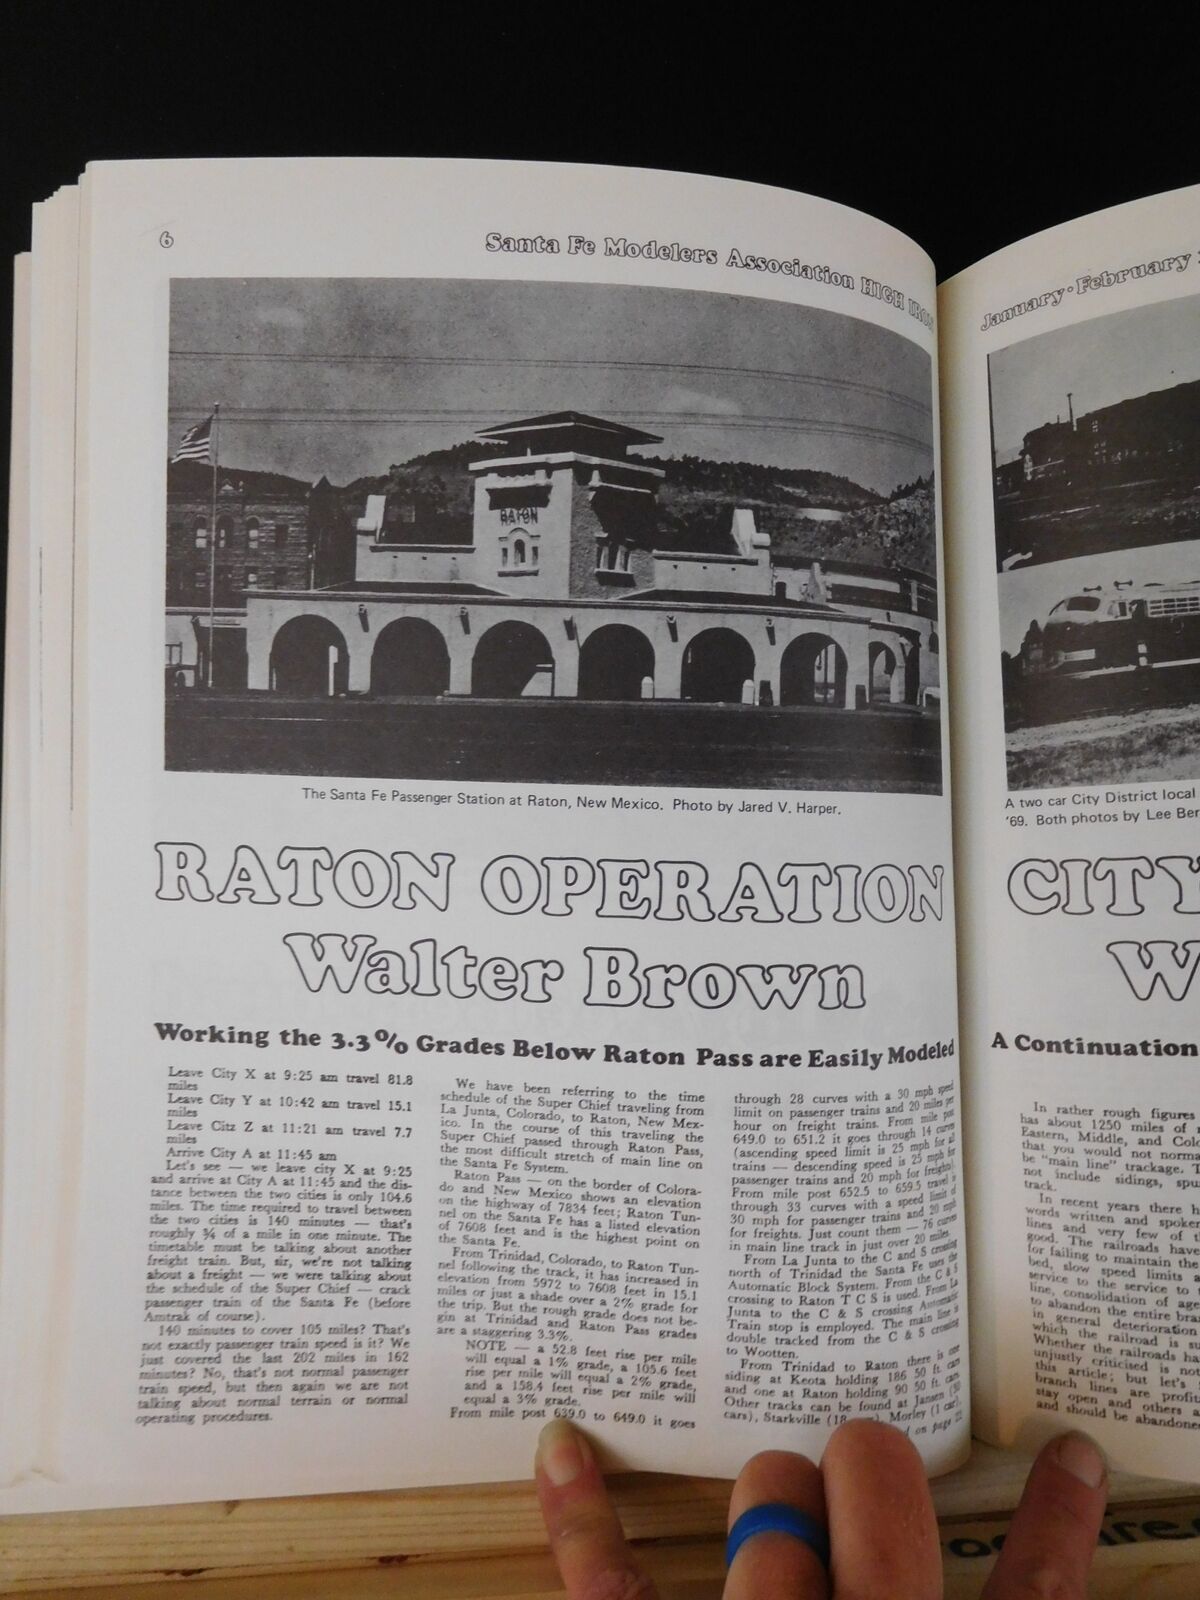 6
Santa Fe Modelers Association HIGH IRON
RATON
The Santa Fe Passenger Station at Raton, New Mexico. Photo by Jared V. Harper.
RATON OPERATION
Walter Brown
Working the 3.3% Grades Below Raton Pass are Easily Modeled
Leave City X at 9:25 am travel 81.8
miles
Leave City Y at 10:42 am travel 15.1
miles
Leave Citz Z at 11:21 am travel 7.7
miles
Arrive City A at 11:45 am
Let's see — we leave city X at 9:25
and arrive at City A at 11:45 and the dis-
tance between the two cities is only 104.6
miles. The time required to travel between
the two cities is 140 minutes — that's
roughly ¾ of a mile in one minute. The
timetable must be talking about another
freight train. But, sir, we're not talking
about a freight — we were talking about
the schedule of the Super Chief — crack
passenger train of the Santa Fe (before
Amtrak of course).
140 minutes to cover 105 miles? That's
not exactly passenger train speed is it? We
just covered the last 202 miles in 162
minutes? No, that's not normal passenger
train speed, but then again we are not
talking about normal terrain or normal
operating procedures.
We have been referring to the time
schedule of the Super Chief traveling from
La Junta, Colorado, to Raton, New Mex-
ico. In the course of this traveling the
Super Chief passed through Raton Pass,
the most difficult stretch of main line on
the Santa Fe System.
Raton Pass — on the border of Colora-
do and New Mexico shows an elevation
on the highway of 7834 feet; Raton Tun-
nel on the Santa Fe has a listed elevation
of 7608 feet and is the highest point on
the Santa Fe.
From Trinidad, Colorado, to Raton Tun-
nel following the track, it has increased in
elevation from 5972 to 7608 feet in 15.1
miles or just a shade over a 2% grade for
the trip. But the rough grade does not be-
gin at Trinidad and Raton Pass grades
are a staggering 3.3%.
NOTE — a 52.8 feet rise per mile
will equal a 1% grade, a 105.6 feet
rise per mile will equal a 2% grade,
and a 158.4 feet rise per mile will
equal a 3% grade.
From mile post 639.0 to 649.0 it goes
through 28 curves with a 30 mph speed
limit on passenger trains and 20 miles per
hour on freight trains. From mile post
649.0 to 651.2 it goes through 14 curves
(ascending speed limit is 25 mph for all
trains — descending speed is 25 mph for
passenger trains and 20 mph for freight).
From mile post 652.5 to 659.5 travel is
through 33 curves with a speed limit of
30 mph for passenger trains and 20 mph
for freights. Just count them — 76 curves
in main line track in just over 20 miles.
From La Junta to the C and S crossing
north of Trinidad the Santa Fe uses the
Automatic Block System. From the C & S
crossing to Raton T C S is used. From La
Junta to the C & S crossing Automatic
Train stop is employed. The main line is
double tracked from the C & S crossing
to Wootten.
From Trinidad to Raton there is one
siding at Keota holding 186 50 ft. cars
and one at Raton holding 90 50 ft. cars
Other tracks can be found at Jansen
cars), Starkville (18 Morley (1 car).
on page
January · February
A two car City District local
'69. Both photos by Lee Ber
CITY
W
A Continuation
In rather rough figures
has about 1250 miles of
Eastern, Middle, and Col
that you would not norma
be "main line" trackage. T
not include sidings, spu
track.
In recent years there h
words written and spoken
lines and very few of t
good. The railroads have
for failing to maintain the
bed, slow speed limits a
service to the service to t
line, consolidation of age
to abandon the entire bran
in general deterioration
which the railroad is su
Whether the railroads ha
unjustly criticised is not
this article; but let's
branch lines are profit
stay open and others a
and should be abandone